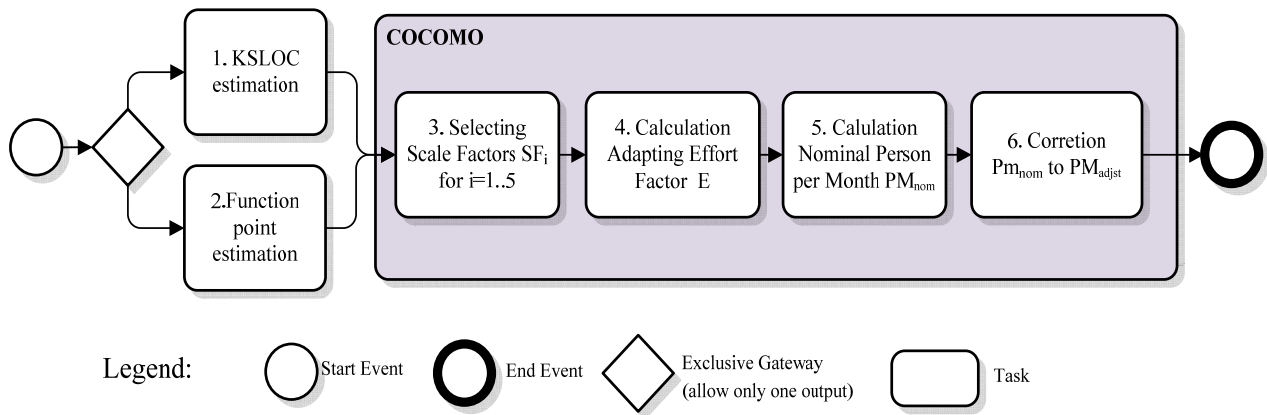 COCOMO
1. KSLOC
estimation
2.Function
point
estimation
3. Selecting
Scale Factors SFi
for i=1..5
4. Calculation
Adapting Effort
Factor E
5. Calulation
Nominal Person
per Month PMnom
6. Corretion
Pmnom to PMadjst
Legend:
Start Event
End Event
Exclusive Gateway
(allow only one output)
Task